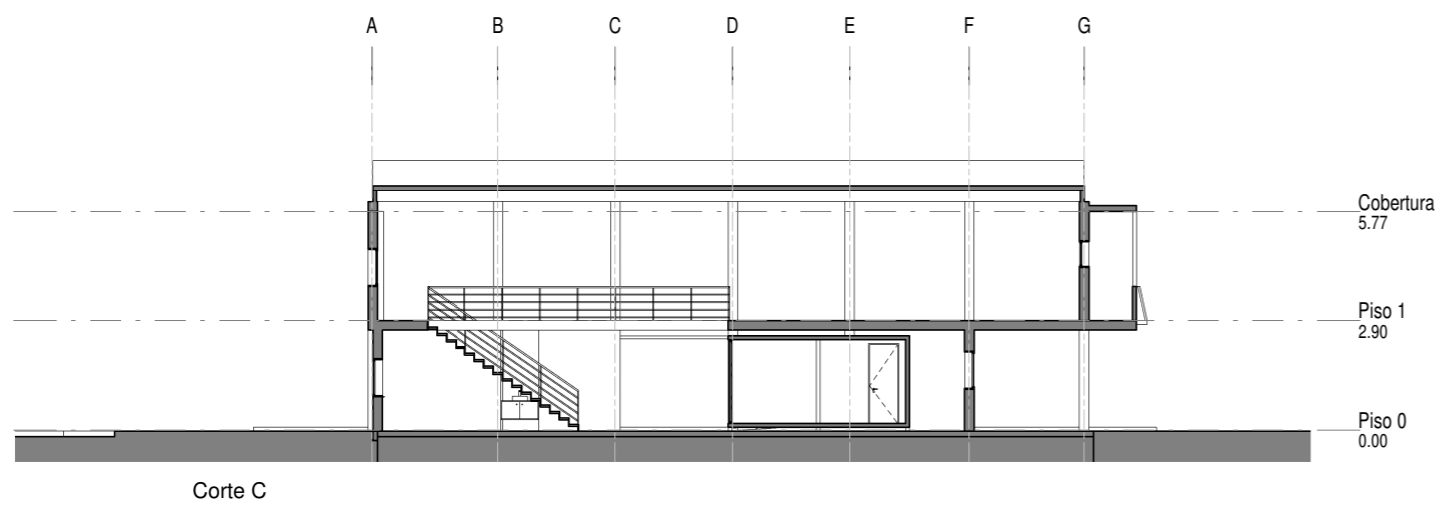 A B C D E F G
Cobertura
5.77
Piso 1
2.90
Piso 0
0.00
Corte C